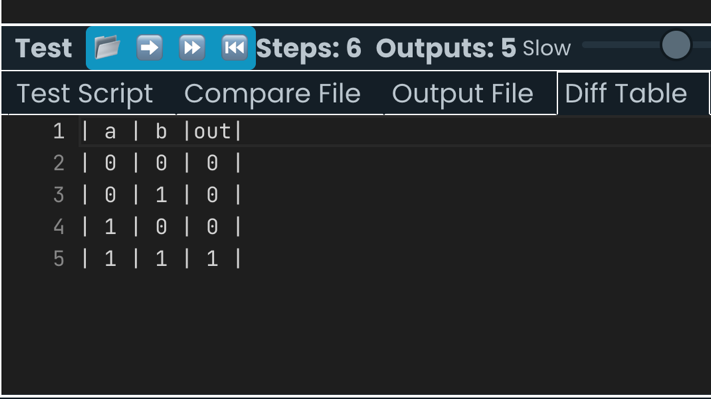 Test Steps: 6 Outputs: 5 Slow
Test Script Compare File Output File Diff Table
1 | a | b |out|
2 | 0 | 0 | 0 |
3 | 0 | 1 | 0 |
4 | 1 | 0 | 0 |
5 | 1 | 1 | 1 |